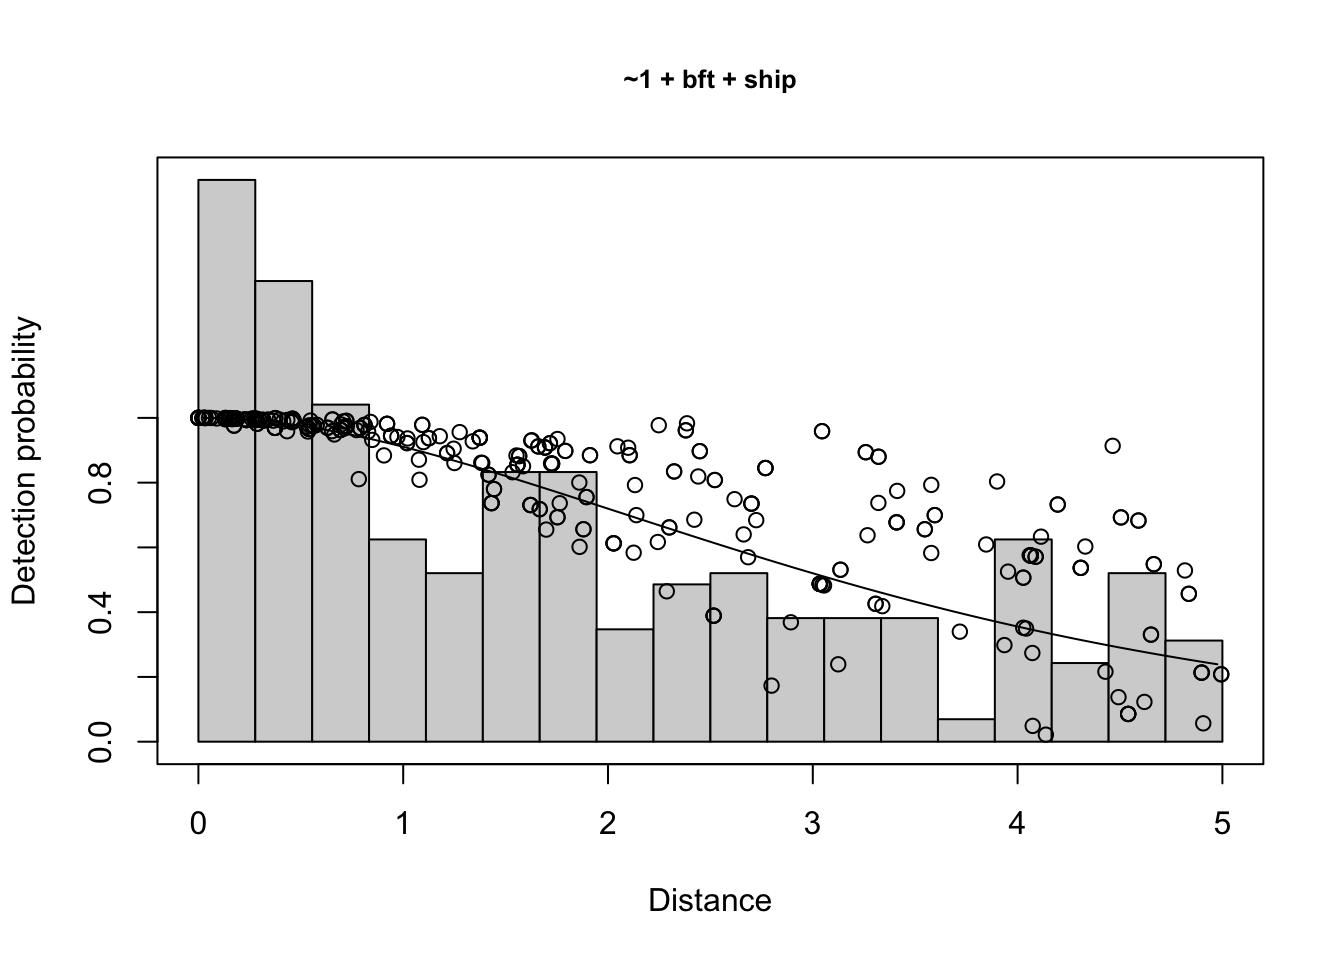 ~1 + bft + ship
Detection probability
0.8
0.4
0.0
0 1 2 3 4 5
Distance